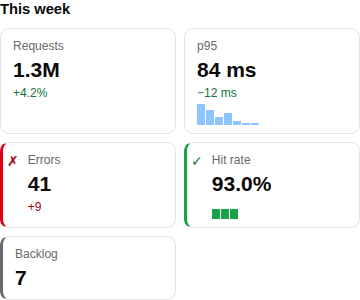 This week
Requests
1.3M
+4.2%
p95
84 ms
−12 ms
✗ Errors
41
+9
✓ Hit rate
93.0%
Backlog
7